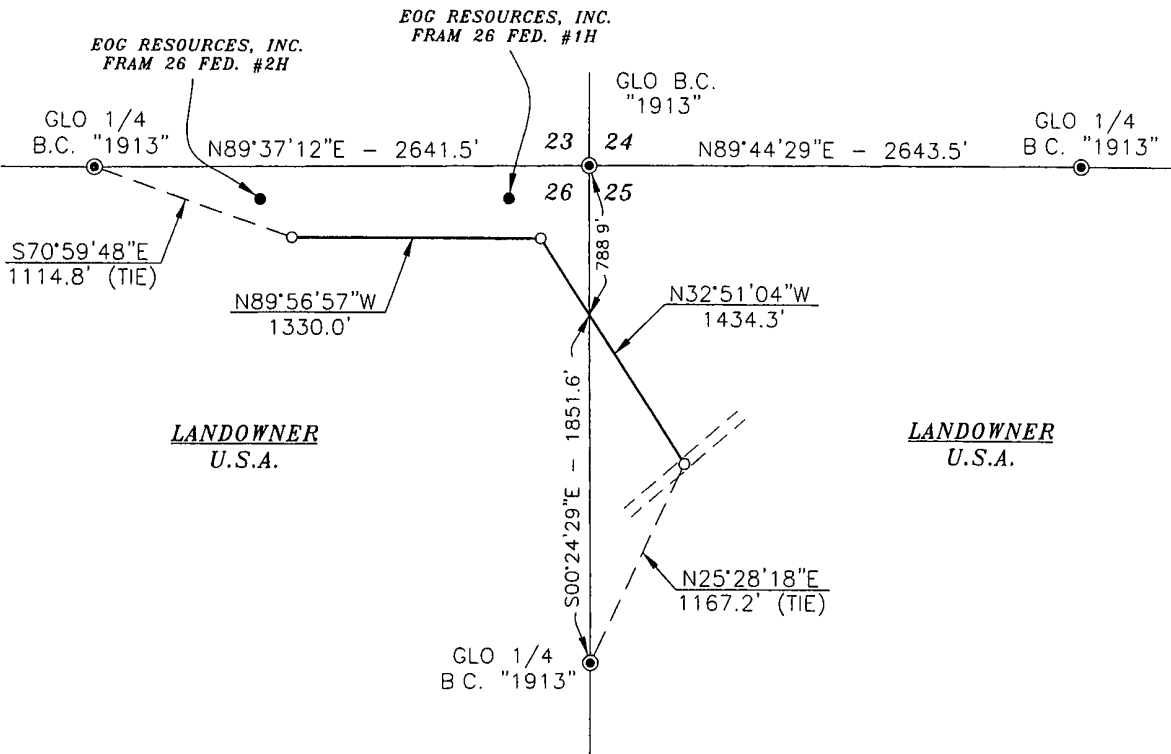 EOG RESOURCES, INC.
FRAM 26 FED. #1H
EOG RESOURCES, INC.
FRAM 26 FED. #2H
GLO B.C.
"1913"
GLO 1/4
B.C. "1913"
N89°37'12"E - 2641.5'
23
24
N89°44'29"E - 2643.5'
GLO 1/4
B C. "1913"
26
25
788 9'
S70°59'48"E
1114.8' (TIE)
N89°56'57"W
1330.0'
N32°51'04"W
1434.3'
S00°24'29"E - 1851.6'
LANDOWNER
U.S.A.
LANDOWNER
U.S.A.
N25°28'18"E
1167.2' (TIE)
GLO 1/4
B C. "1913"